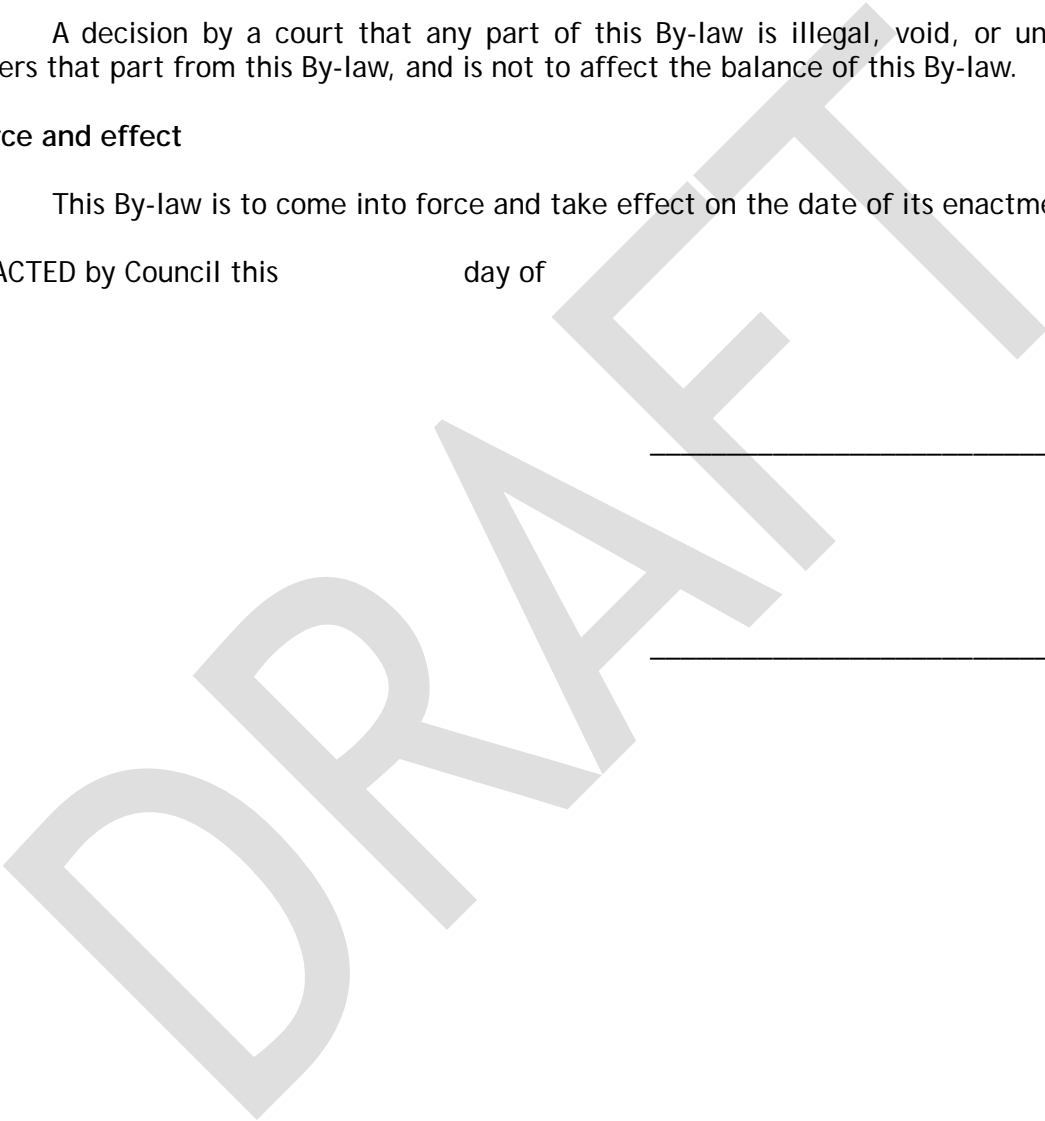 A decision by a court that any part of this By-law is illegal, void, or un
ers that part from this By-law, and is not to affect the balance of this By-law.
rce and effect
This By-law is to come into force and take effect on the date of its enactme
ACTED by Council this day of
DRAFT